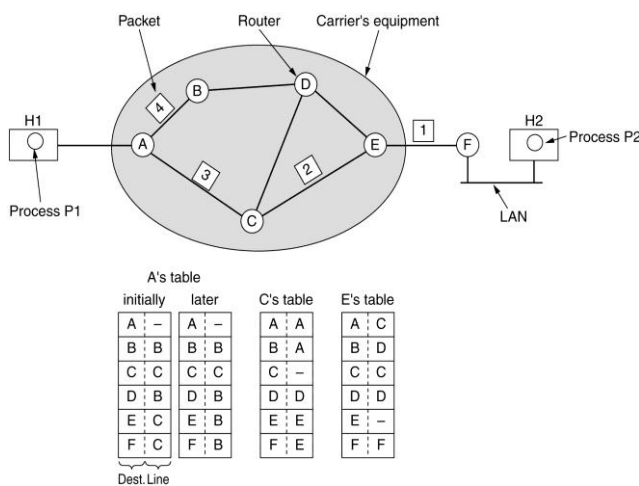 Packet Router Carrier's equipment
B D
H1 4 1 H2
A E F Process P2
3 2
Process P1 C LAN
A's table
initially later C's table E's table
A – A – A A A C
B B B B B A B D
C C C C C – C C
D B D B D D D D
E C E B E E E –
F C F B F E F F
Dest. Line